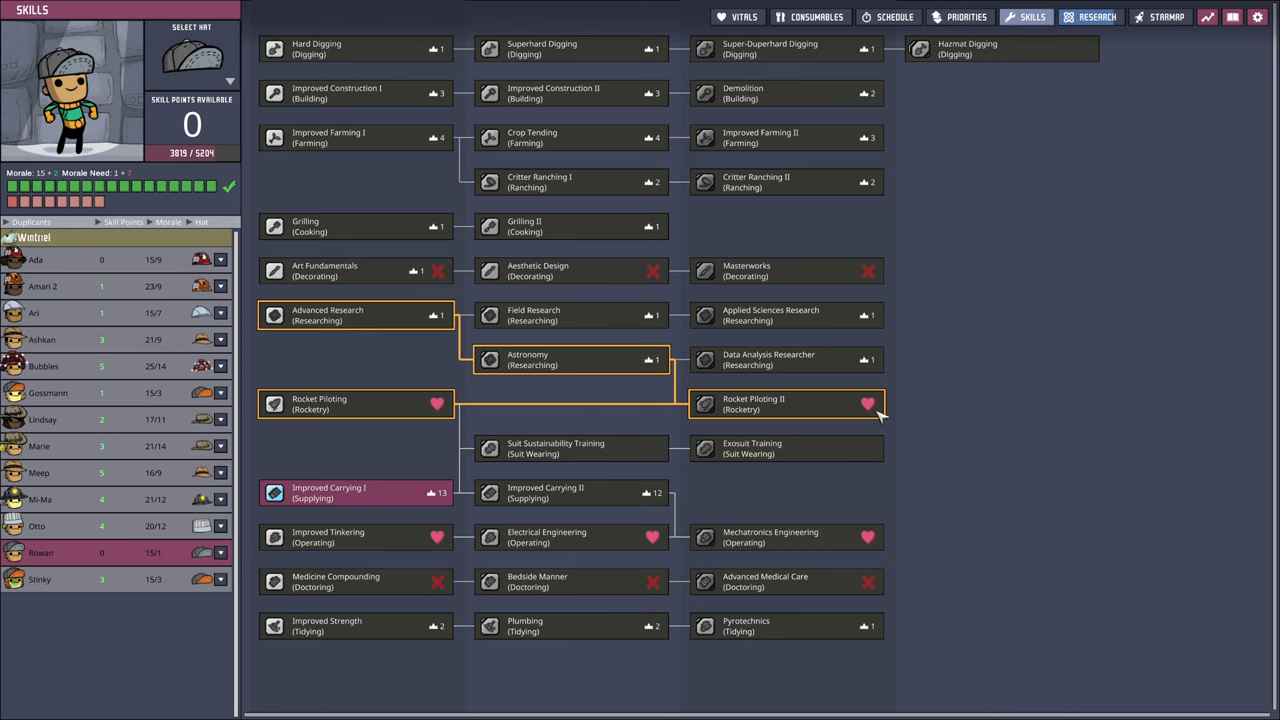 SKILLS
VITALS
CONSUMABLES
SCHEDULE
PRIORITIES
SKILLS
RESEARCH
STARMAP
SELECT HAT
SKILL POINTS AVAILABLE
0
3819 / 5204
Morale: 15 + 2 Morale Need: 1 + 7
Duplicants Skill Points Morale Hat
Wintriel
Ada 0 15/9
Amari 2 1 23/9
Ari 1 15/7
Ashkan 3 21/9
Bubbles 5 25/14
Gossmann 1 15/3
Lindsay 2 17/11
Marie 3 21/14
Meep 5 16/9
Mi-Ma 4 21/12
Otto 4 20/12
Rowan 0 15/1
Stinky 3 15/3
Hard Digging
(Digging)
1
Superhard Digging
(Digging)
1
Super-Duperhard Digging
(Digging)
1
Hazmat Digging
(Digging)
Improved Construction I
(Building)
3
Improved Construction II
(Building)
3
Demolition
(Building)
2
Improved Farming I
(Farming)
4
Crop Tending
(Farming)
4
Improved Farming II
(Farming)
3
Critter Ranching I
(Ranching)
2
Critter Ranching II
(Ranching)
2
Grilling
(Cooking)
1
Grilling II
(Cooking)
1
Art Fundamentals
(Decorating)
1
Aesthetic Design
(Decorating)
Masterworks
(Decorating)
Advanced Research
(Researching)
1
Field Research
(Researching)
1
Applied Sciences Research
(Researching)
1
Astronomy
(Researching)
1
Data Analysis Researcher
(Researching)
1
Rocket Piloting
(Rocketry)
Rocket Piloting II
(Rocketry)
Suit Sustainability Training
(Suit Wearing)
Exosuit Training
(Suit Wearing)
Improved Carrying I
(Supplying)
13
Improved Carrying II
(Supplying)
12
Improved Tinkering
(Operating)
Electrical Engineering
(Operating)
Mechatronics Engineering
(Operating)
Medicine Compounding
(Doctoring)
Bedside Manner
(Doctoring)
Advanced Medical Care
(Doctoring)
Improved Strength
(Tidying)
2
Plumbing
(Tidying)
2
Pyrotechnics
(Tidying)
1